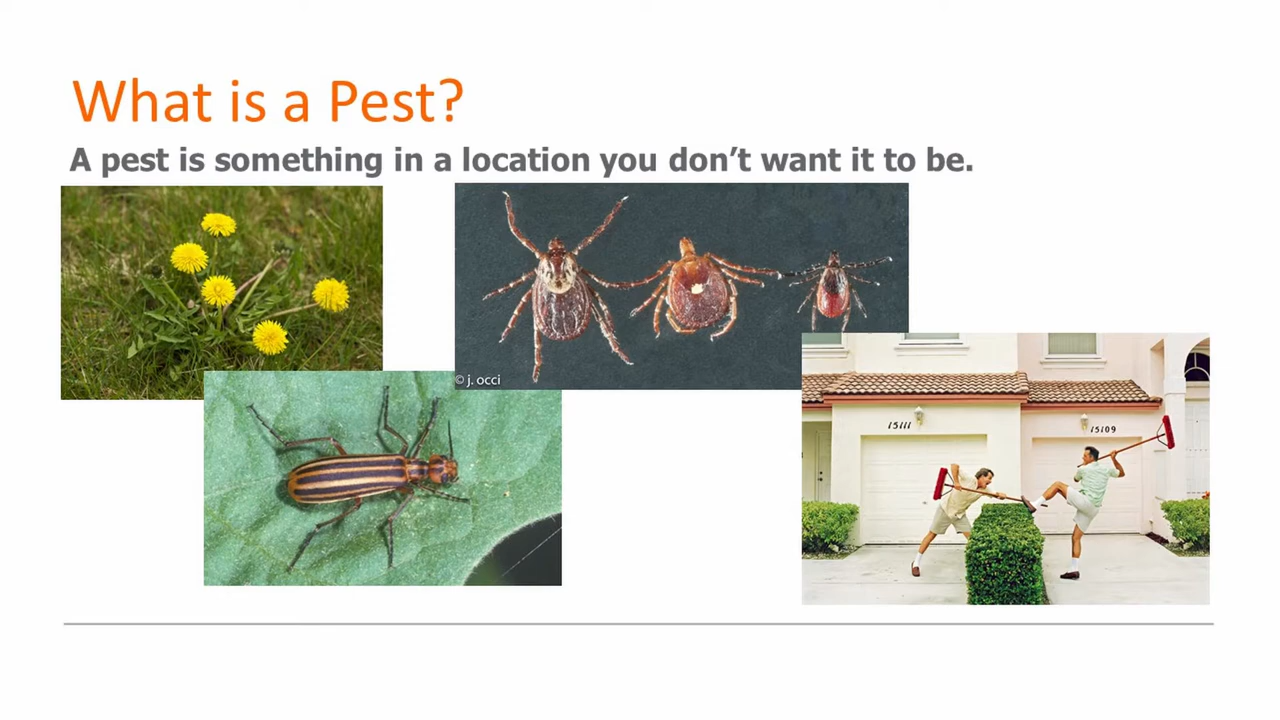 What is a Pest?
A pest is something in a location you don’t want it to be.
© j. occi
15111
15109